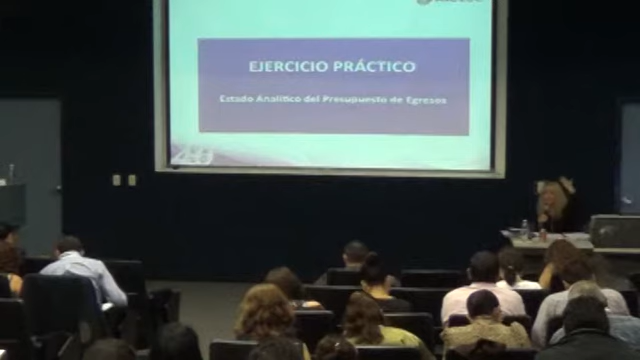 EJERCICIO PRÁCTICO
Estado Analítico del Presupuesto de Egresos